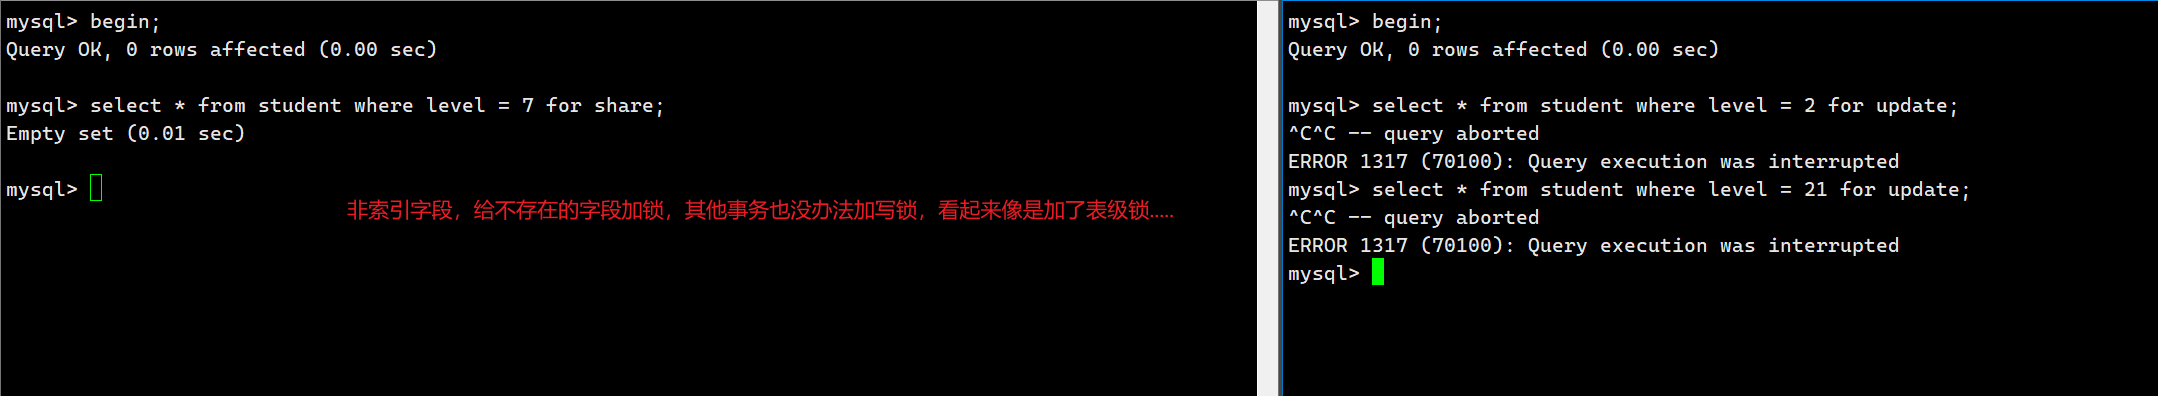 mysql> begin;
Query OK, 0 rows affected (0.00 sec)
mysql> select * from student where level = 7 for share;
Empty set (0.01 sec)
mysql>
非索引字段，给不存在的字段加锁，其他事务也没办法加写锁，看起来像是加了表级锁.....
mysql> begin;
Query OK, 0 rows affected (0.00 sec)
mysql> select * from student where level = 2 for update;
^C^C -- query aborted
ERROR 1317 (70100): Query execution was interrupted
mysql> select * from student where level = 21 for update;
^C^C -- query aborted
ERROR 1317 (70100): Query execution was interrupted
mysql>